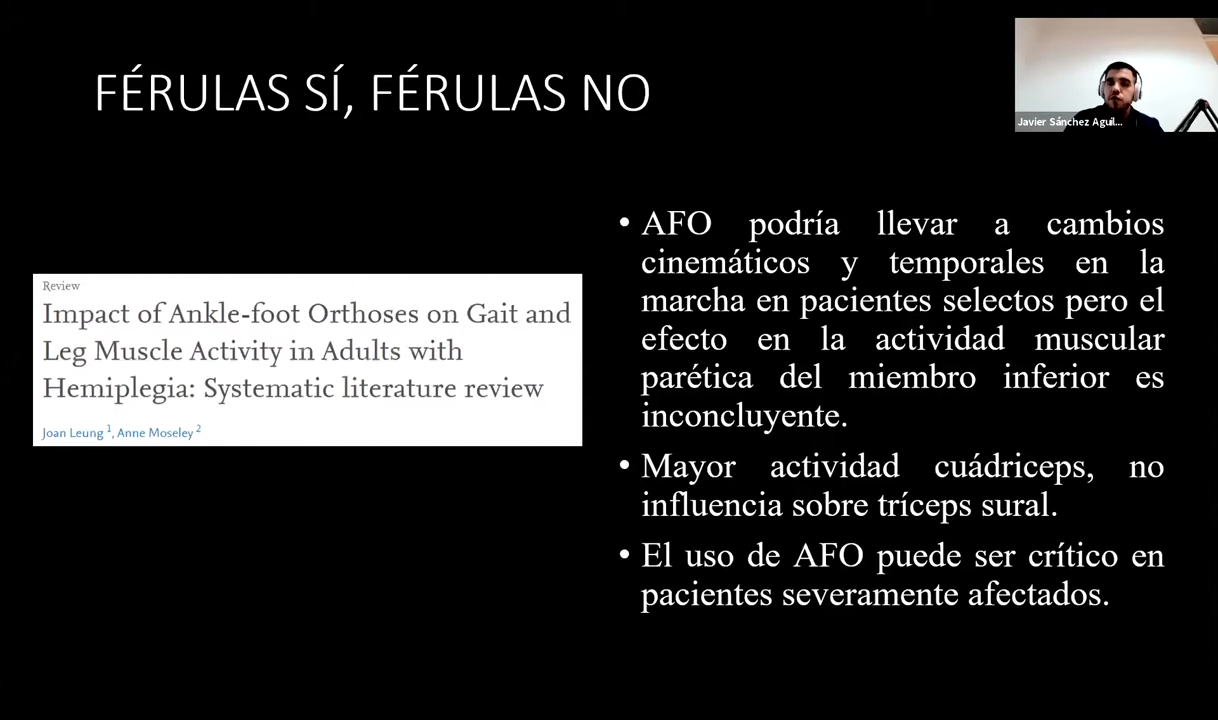 FÉRULAS SÍ, FÉRULAS NO
Javier Sánchez Aguil...
Review
Impact of Ankle-foot Orthoses on Gait and
Leg Muscle Activity in Adults with
Hemiplegia: Systematic literature review
Joan Leung 1, Anne Moseley 2
• AFO podría llevar a cambios
cinemáticos y temporales en la
marcha en pacientes selectos pero el
efecto en la actividad muscular
parética del miembro inferior es
inconcluyente.
• Mayor actividad cuádriceps, no
influencia sobre tríceps sural.
• El uso de AFO puede ser crítico en
pacientes severamente afectados.